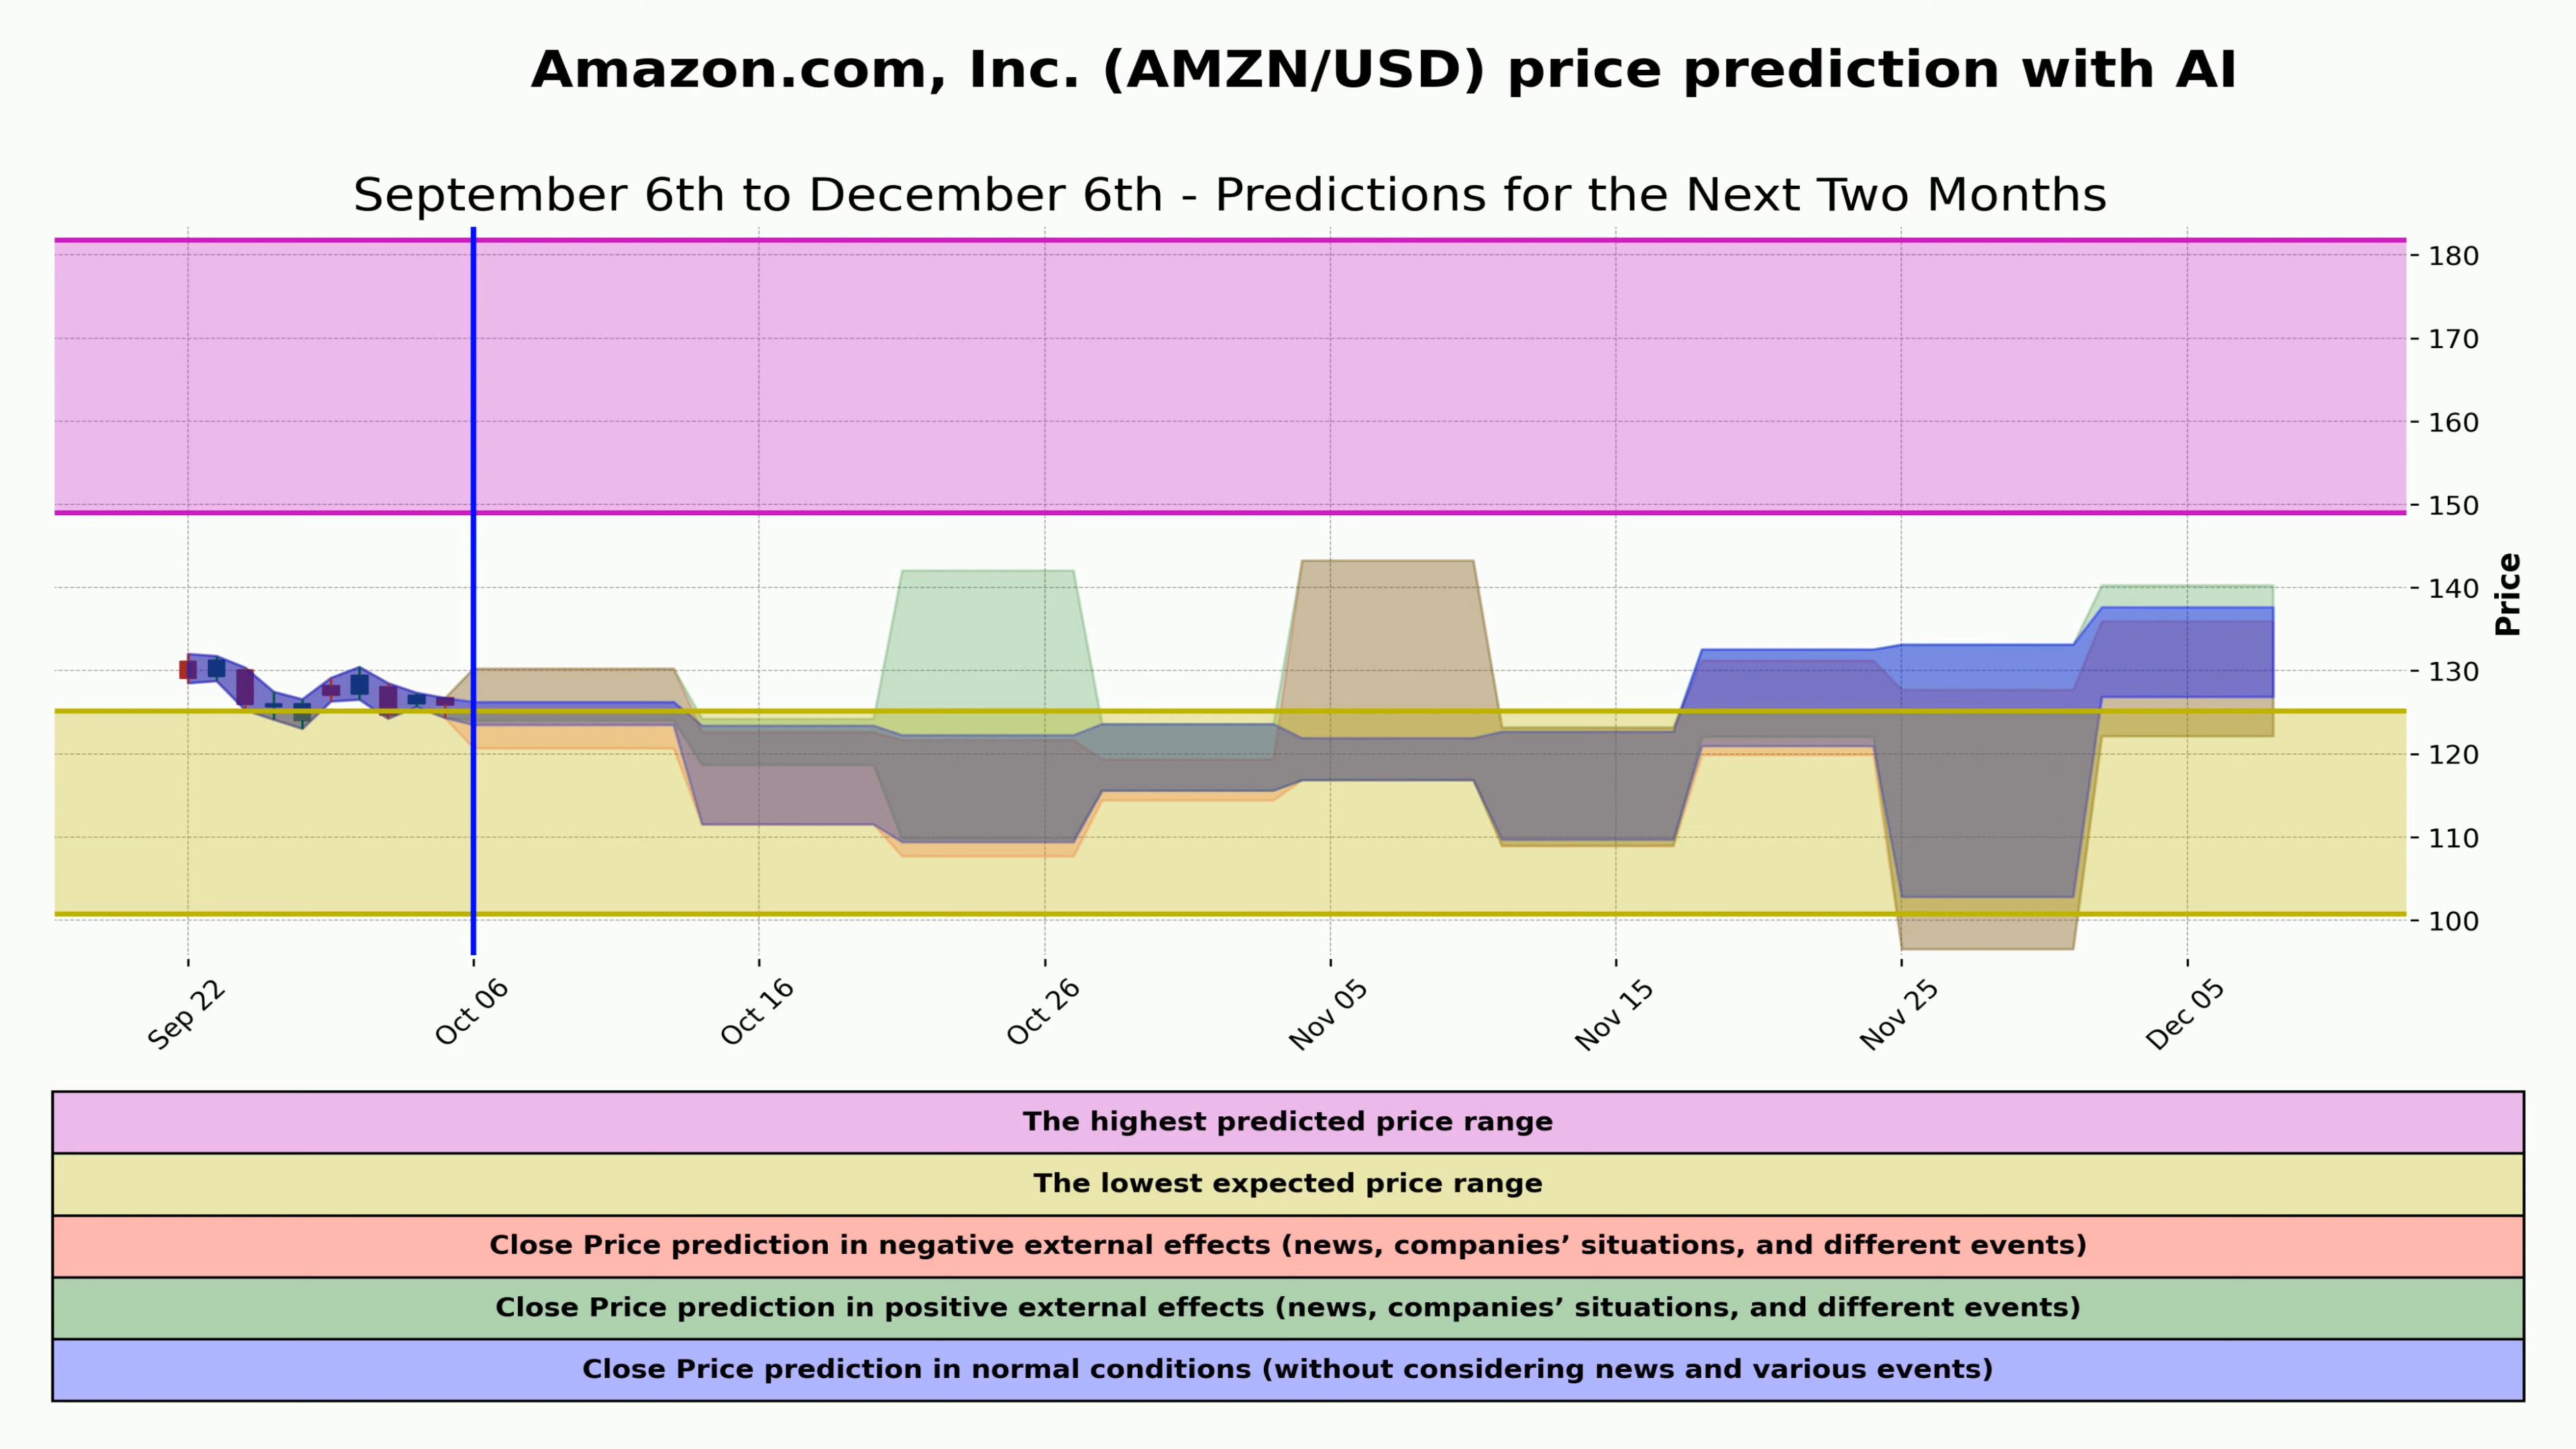 Amazon.com, Inc. (AMZN/USD) price prediction with AI
September 6th to December 6th - Predictions for the Next Two Months
180
170
160
150
140
130
120
110
100
Price
Sep 22
Oct 06
Oct 16
Oct 26
Nov 05
Nov 15
Nov 25
Dec 05
The highest predicted price range
The lowest expected price range
Close Price prediction in negative external effects (news, companies’ situations, and different events)
Close Price prediction in positive external effects (news, companies’ situations, and different events)
Close Price prediction in normal conditions (without considering news and various events)